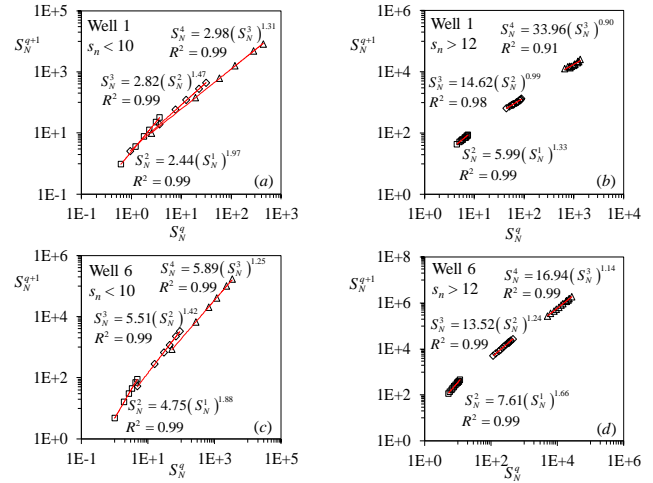 S_N^{q+1}
1E+5
1E+3
1E+1
1E-1
1E-1 1E+0 1E+1 1E+2 1E+3
S_N^q
Well 1
s_n < 10
S_N^4 = 2.98(S_N^3)^{1.31}
R^2 = 0.99
S_N^3 = 2.82(S_N^2)^{1.47}
R^2 = 0.99
S_N^2 = 2.44(S_N^1)^{1.97}
R^2 = 0.99
(a)
S_N^{q+1}
1E+6
1E+4
1E+2
1E+0
1E+0 1E+1 1E+2 1E+3 1E+4
S_N^q
Well 1
s_n > 12
S_N^4 = 33.96(S_N^3)^{0.90}
R^2 = 0.91
S_N^3 = 14.62(S_N^2)^{0.99}
R^2 = 0.98
S_N^2 = 5.99(S_N^1)^{1.33}
R^2 = 0.99
(b)
S_N^{q+1}
1E+6
1E+4
1E+2
1E+0
1E-1 1E+1 1E+3 1E+5
S_N^q
Well 6
s_n < 10
S_N^4 = 5.89(S_N^3)^{1.25}
R^2 = 0.99
S_N^3 = 5.51(S_N^2)^{1.42}
R^2 = 0.99
S_N^2 = 4.75(S_N^1)^{1.88}
R^2 = 0.99
(c)
S_N^{q+1}
1E+8
1E+6
1E+4
1E+2
1E+0
1E+0 1E+2 1E+4 1E+6
S_N^q
Well 6
s_n > 12
S_N^4 = 16.94(S_N^3)^{1.14}
R^2 = 0.99
S_N^3 = 13.52(S_N^2)^{1.24}
R^2 = 0.99
S_N^2 = 7.61(S_N^1)^{1.66}
R^2 = 0.99
(d)